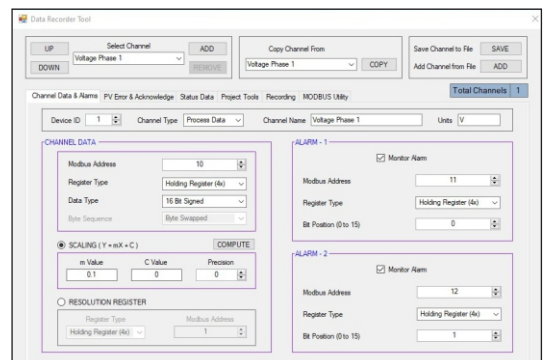 Data Recorder Tool
UP
Select Channel
ADD
Copy Channel From
Save Channel to File
SAVE
Voltage Phase 1
Voltage Phase 1
COPY
DOWN
REMOVE
Add Channel from File
ADD
Total Channels 1
Channel Data & Alarms PV Error & Acknowledge Status Data Project Tools Recording MODBUS Utility
Device ID 1 Channel Type Process Data Channel Name Voltage Phase 1 Units V
CHANNEL DATA
Modbus Address 10
Register Type Holding Register (4x)
Data Type 16 Bit Signed
Byte Sequence Byte Swapped
SCALING ( Y = mX + C ) COMPUTE
m Value C Value Precision
0.1 0 0
RESOLUTION REGISTER
Register Type Modbus Address
Holding Register (4x) 1
ALARM - 1
Monitor Alarm
Modbus Address 11
Register Type Holding Register (4x)
Bit Position (0 to 15) 0
ALARM - 2
Monitor Alarm
Modbus Address 12
Register Type Holding Register (4x)
Bit Position (0 to 15) 1